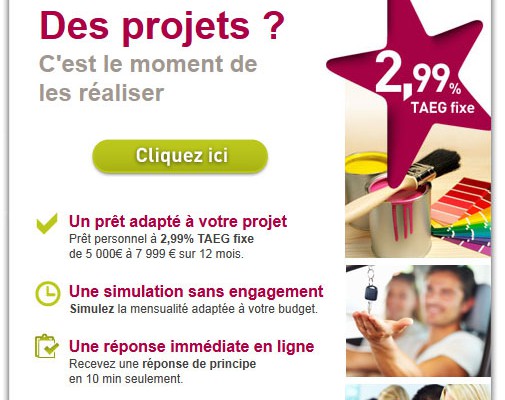 Des projets ?
C'est le moment de
les réaliser
2,99%
TAEG fixe
Cliquez ici
Un prêt adapté à votre projet
Prêt personnel à 2,99% TAEG fixe
de 5 000€ à 7 999 € sur 12 mois.
Une simulation sans engagement
Simulez la mensualité adaptée à votre budget.
Une réponse immédiate en ligne
Recevez une réponse de principe
en 10 min seulement.